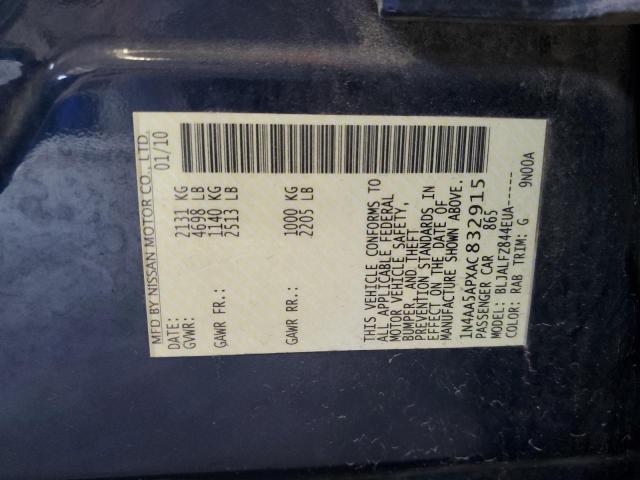 MFD BY NISSAN MOTOR CO., LTD.
DATE: 01/10
GVWR: 2131 KG
4698 LB
GAWR FR.: 1140 KG
2513 LB
GAWR RR.: 1000 KG
2205 LB
THIS VEHICLE CONFORMS TO
ALL APPLICABLE FEDERAL
MOTOR VEHICLE SAFETY,
BUMPER, AND THEFT
PREVENTION STANDARDS IN
EFFECT ON THE DATE OF
MANUFACTURE SHOWN ABOVE.
1N4AA5APXAC832915
PASSENGER CAR 865
MODEL: BLJALFZ844EUA-----
COLOR: RAB TRIM: G 9N00A